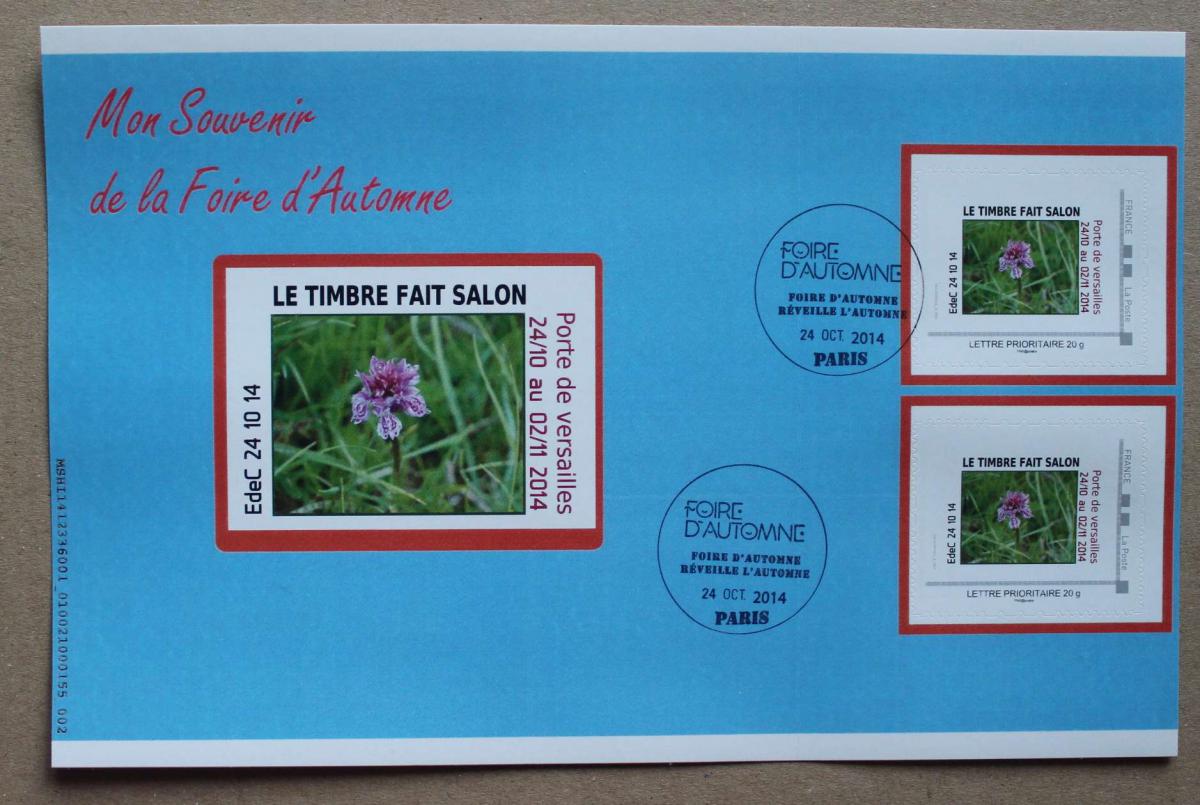 Mon Souvenir
de la Foire d'Automne
LE TIMBRE FAIT SALON
EdeC 24 10 14
Porte de versailles
24/10 au 02/11 2014
MSHI1412336001_010021000155 002
FOIRE
D'AUTOMNE
FOIRE D'AUTOMNE
RÉVEILLE L'AUTOMNE
24 OCT. 2014
PARIS
LE TIMBRE FAIT SALON
EdeC 24 10 14
Porte de versailles
24/10 au 02/11 2014
FRANCE
La Poste
LETTRE PRIORITAIRE 20 g
FOIRE
D'AUTOMNE
FOIRE D'AUTOMNE
RÉVEILLE L'AUTOMNE
24 OCT. 2014
PARIS
LE TIMBRE FAIT SALON
EdeC 24 10 14
Porte de versailles
24/10 au 02/11 2014
FRANCE
La Poste
LETTRE PRIORITAIRE 20 g